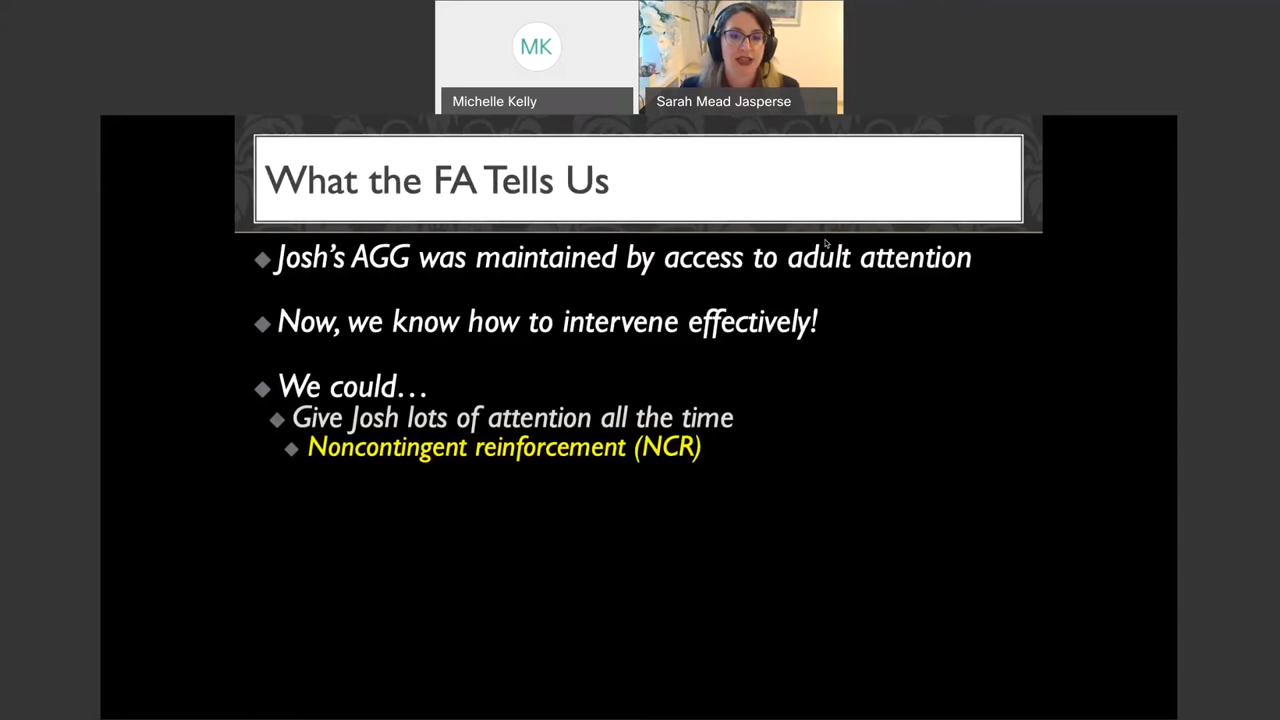 MK
Michelle Kelly
Sarah Mead Jasperse
What the FA Tells Us
Josh's AGG was maintained by access to adult attention
Now, we know how to intervene effectively!
We could…
Give Josh lots of attention all the time
Noncontingent reinforcement (NCR)